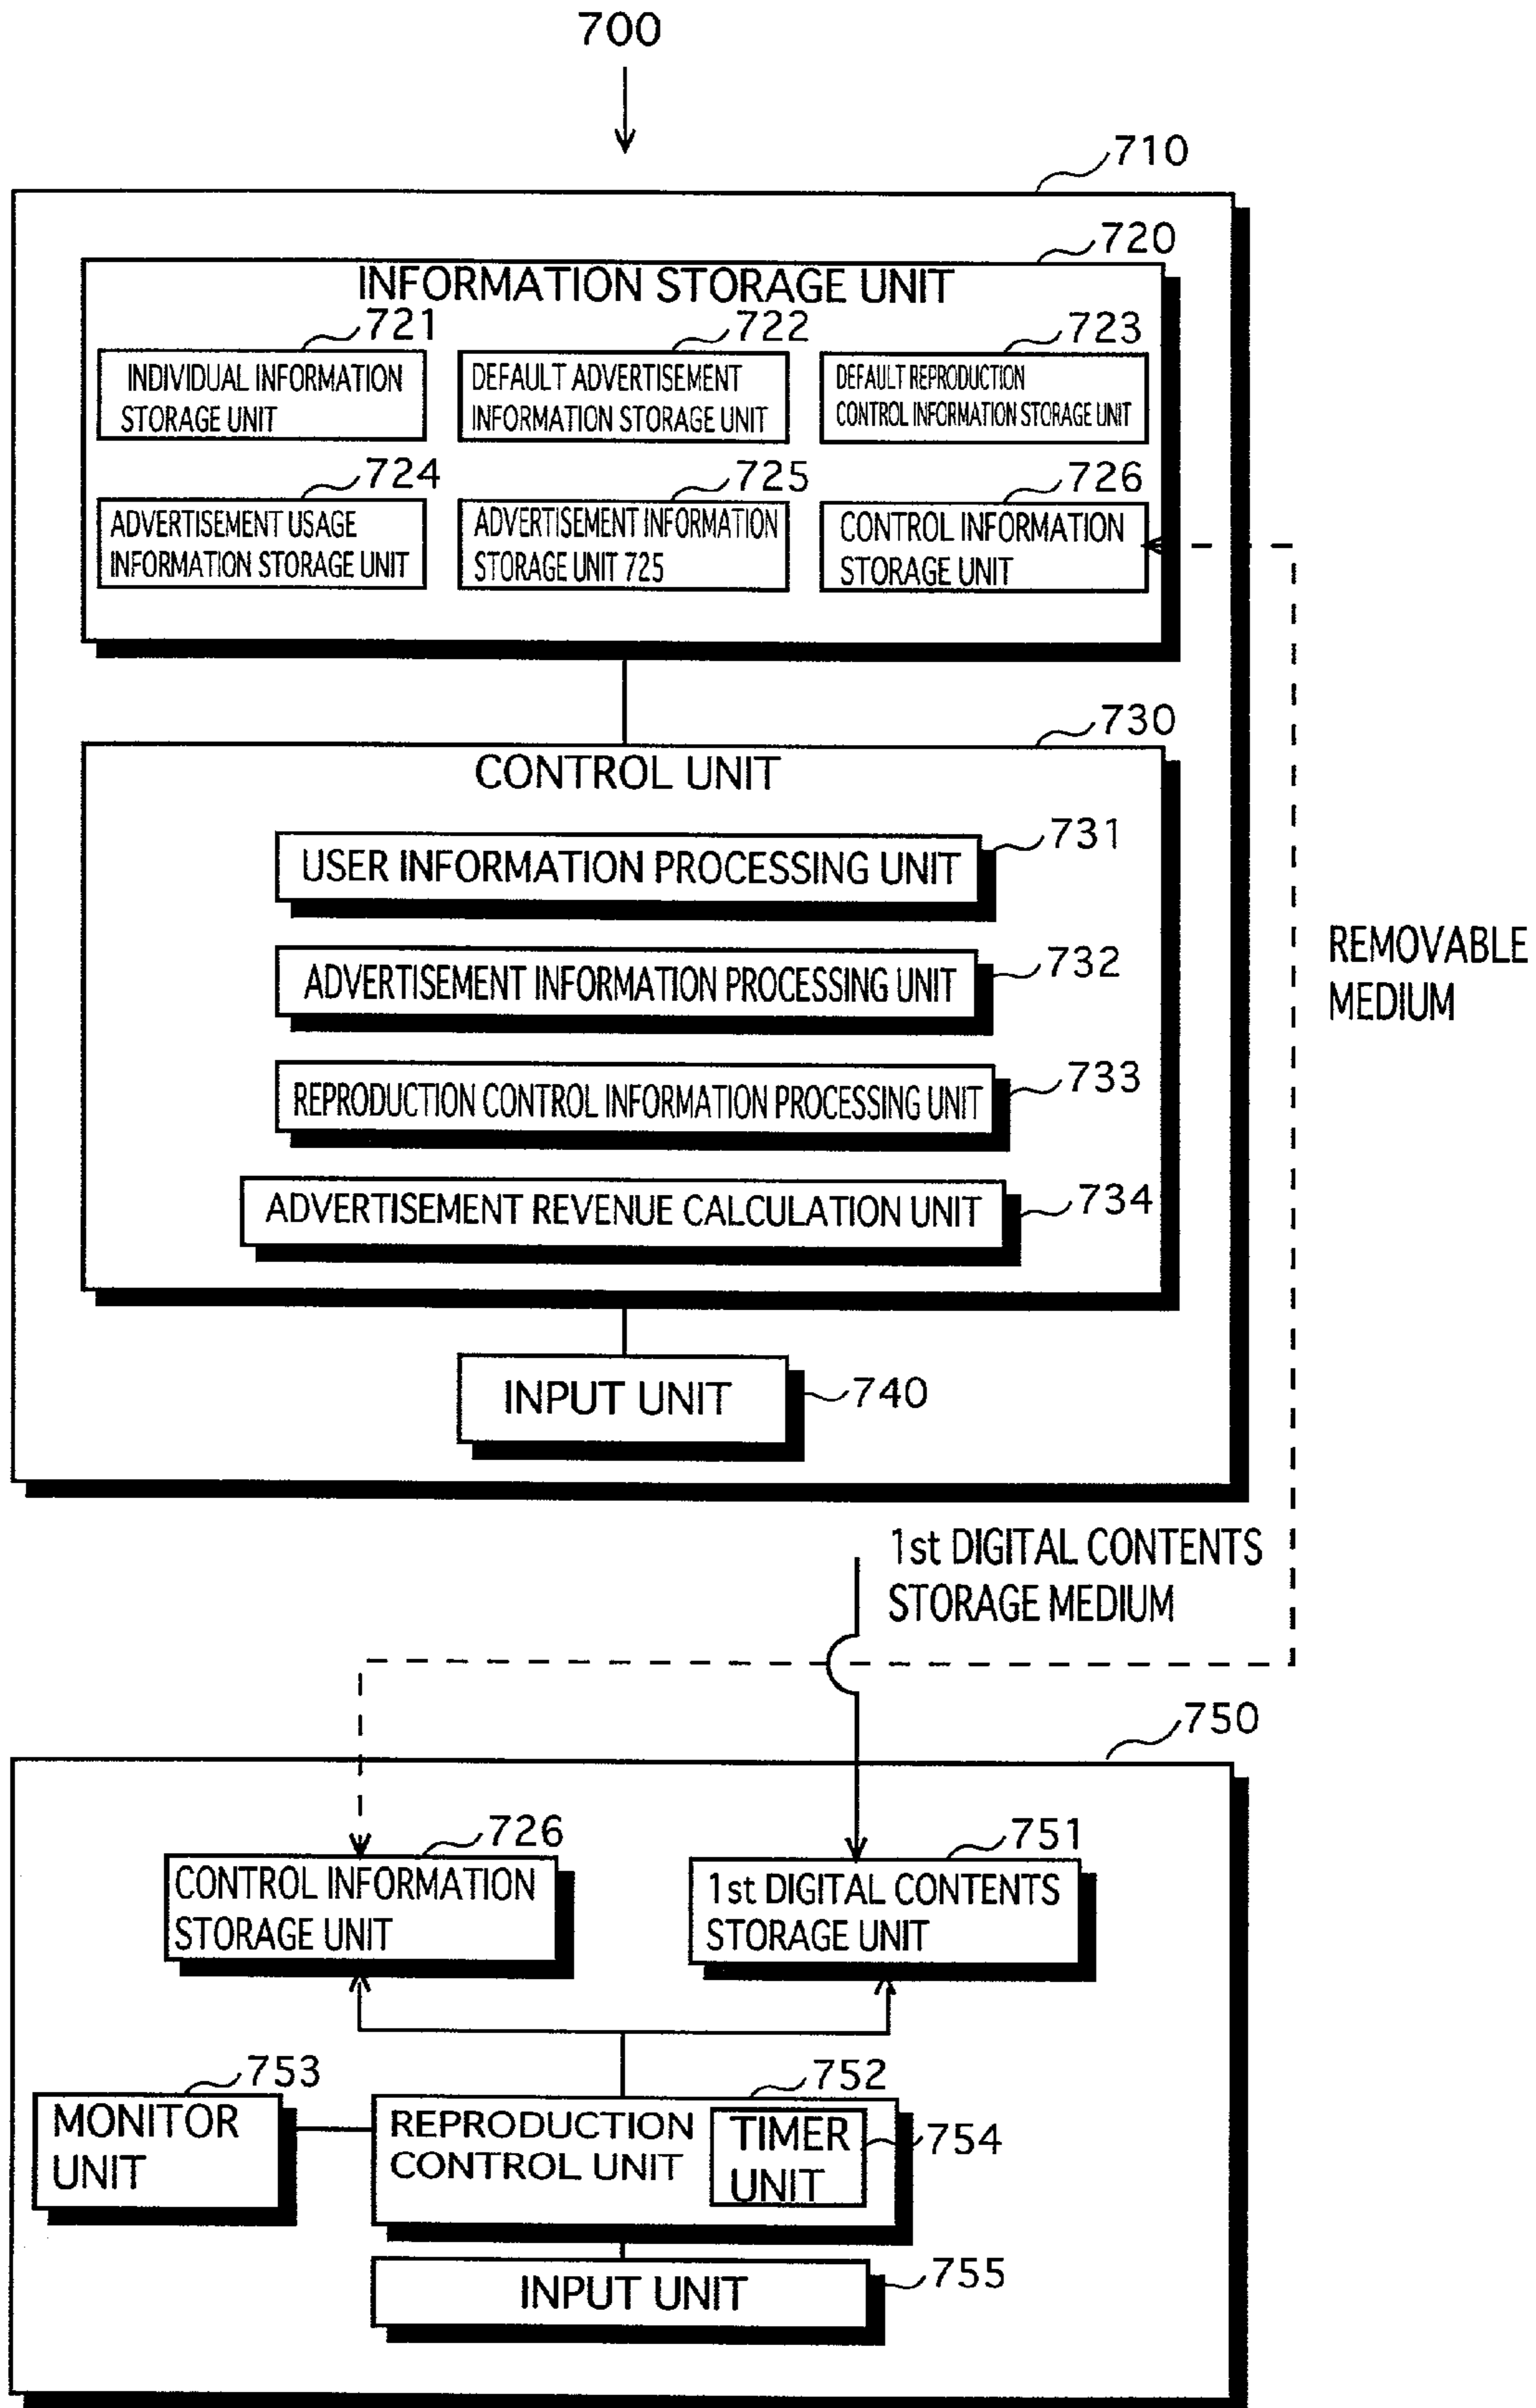 700
710
720
INFORMATION STORAGE UNIT
721
722
723
INDIVIDUAL INFORMATION
STORAGE UNIT
DEFAULT ADVERTISEMENT
INFORMATION STORAGE UNIT
DEFAULT REPRODUCTION
CONTROL INFORMATION STORAGE UNIT
724
725
726
ADVERTISEMENT USAGE
INFORMATION STORAGE UNIT
ADVERTISEMENT INFORMATION
STORAGE UNIT 725
CONTROL INFORMATION
STORAGE UNIT
730
CONTROL UNIT
731
USER INFORMATION PROCESSING UNIT
732
ADVERTISEMENT INFORMATION PROCESSING UNIT
733
REPRODUCTION CONTROL INFORMATION PROCESSING UNIT
734
ADVERTISEMENT REVENUE CALCULATION UNIT
REMOVABLE
MEDIUM
INPUT UNIT
740
1st DIGITAL CONTENTS
STORAGE MEDIUM
750
726
CONTROL INFORMATION
STORAGE UNIT
751
1st DIGITAL CONTENTS
STORAGE UNIT
753
MONITOR
UNIT
752
REPRODUCTION
CONTROL UNIT
TIMER
UNIT
754
INPUT UNIT
755